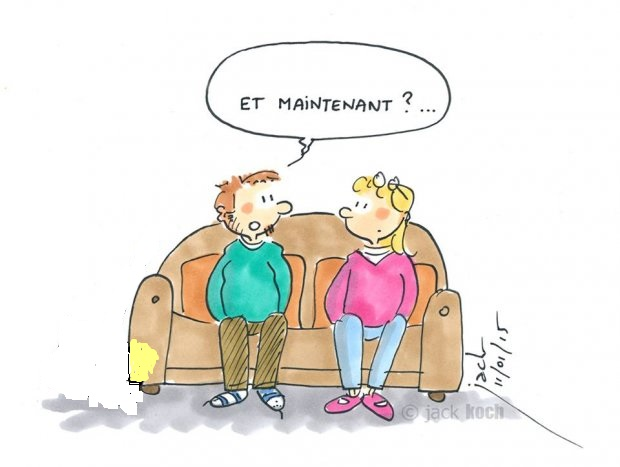 ET MAINTENANT ?...
jack
11/01/15
© jack koch